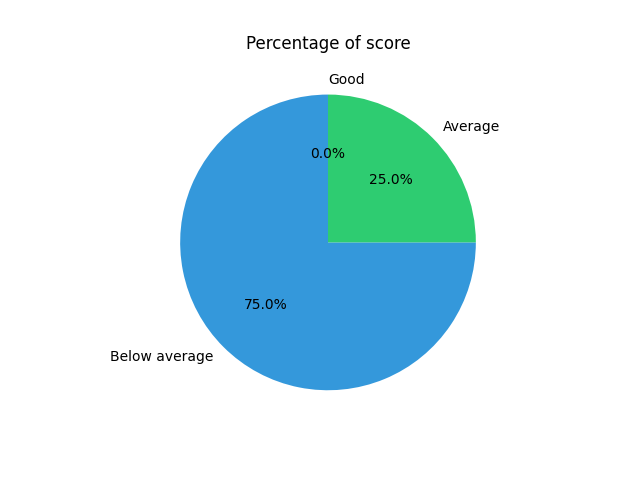 Percentage of score
Good
Average
0.0%
25.0%
75.0%
Below average